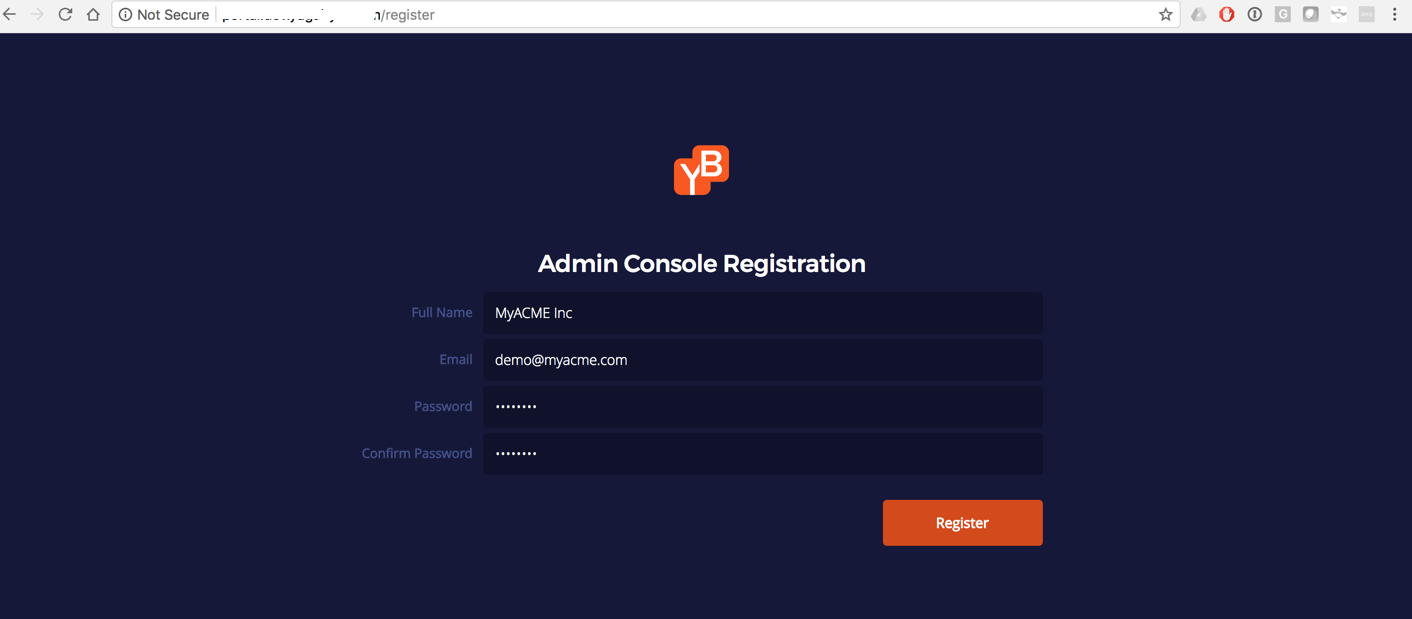 Not Secure /register
YB
Admin Console Registration
Full Name MyACME Inc
Email demo@myacme.com
Password ••••••••
Confirm Password ••••••••
Register